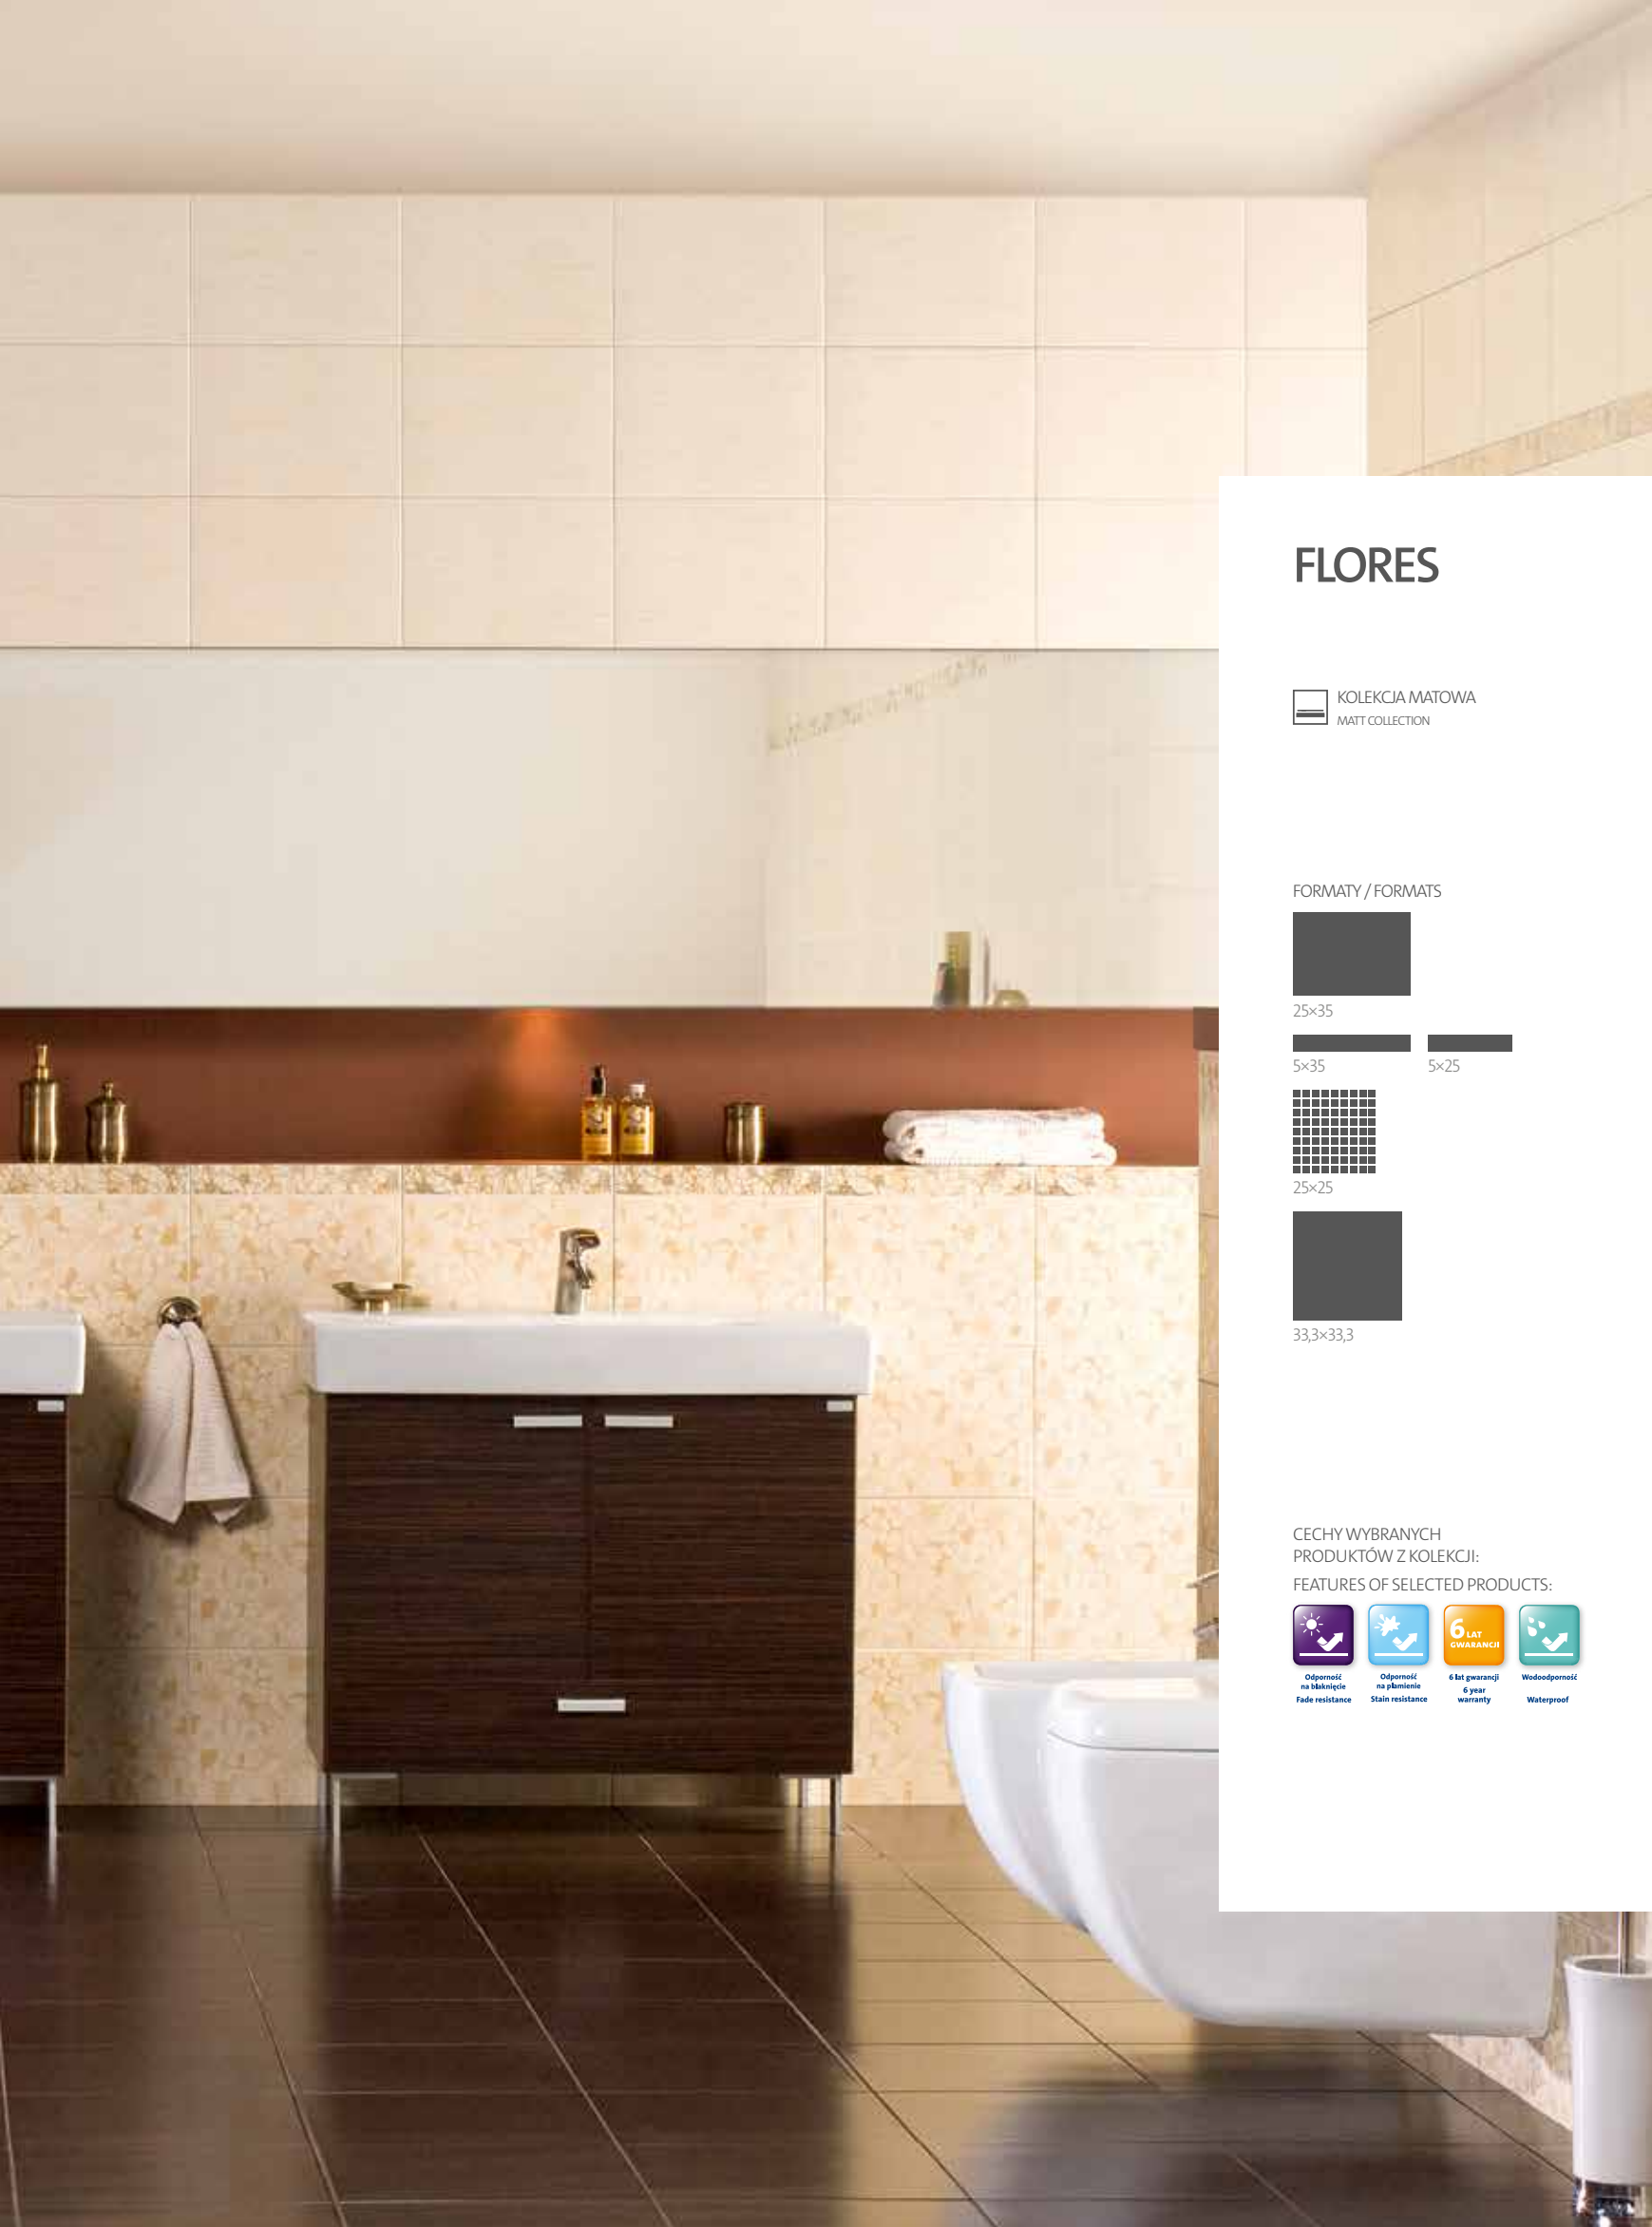 FLORES
KOLEKCJA MATOWA
MATT COLLECTION
FORMATY / FORMATS
25×35
5×35 5×25
25×25
33,3×33,3
CECHY WYBRANYCH
PRODUKTÓW Z KOLEKCJI:
FEATURES OF SELECTED PRODUCTS:
6 LAT
GWARANCJI
Odporność
na blaknięcie
Fade resistance
Odporność
na plamienie
Stain resistance
6 lat gwarancji
6 year
warranty
Wodoodporność
Waterproof